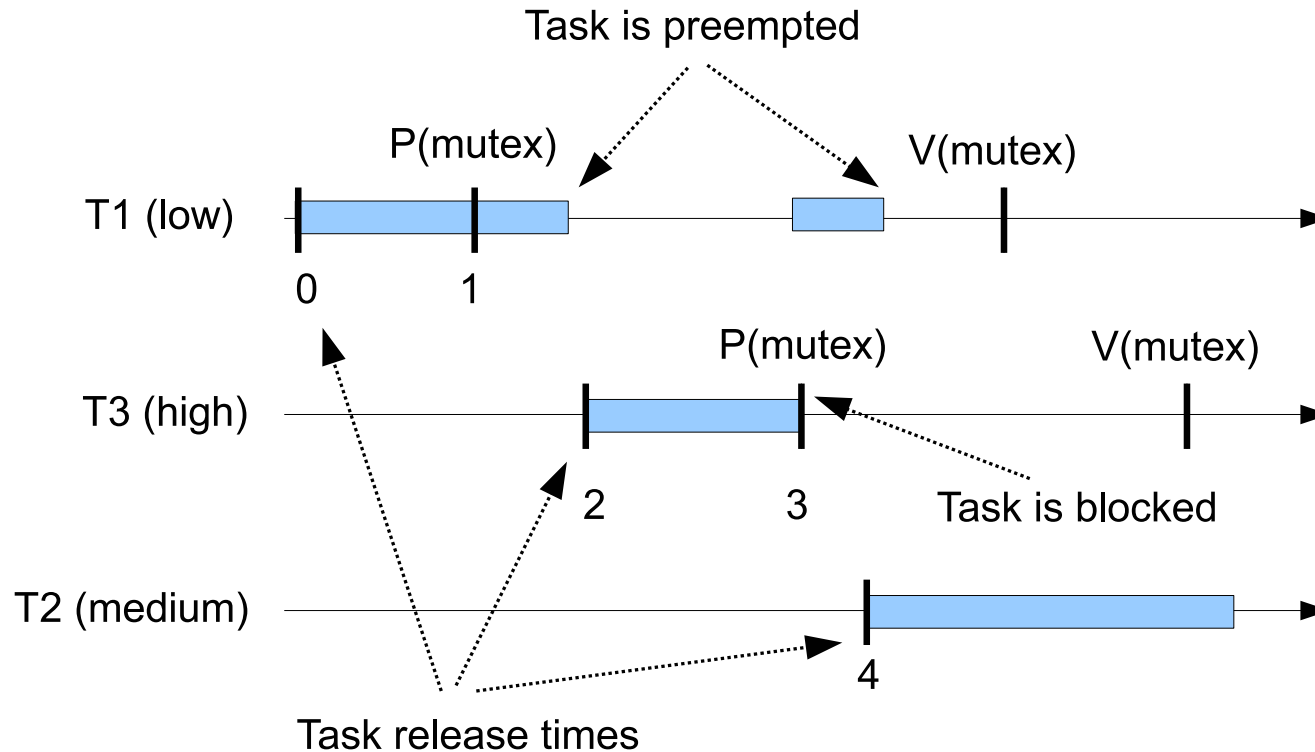 Task is preempted
P(mutex)
V(mutex)
T1 (low)
0
1
P(mutex)
V(mutex)
T3 (high)
2
3
Task is blocked
T2 (medium)
4
Task release times